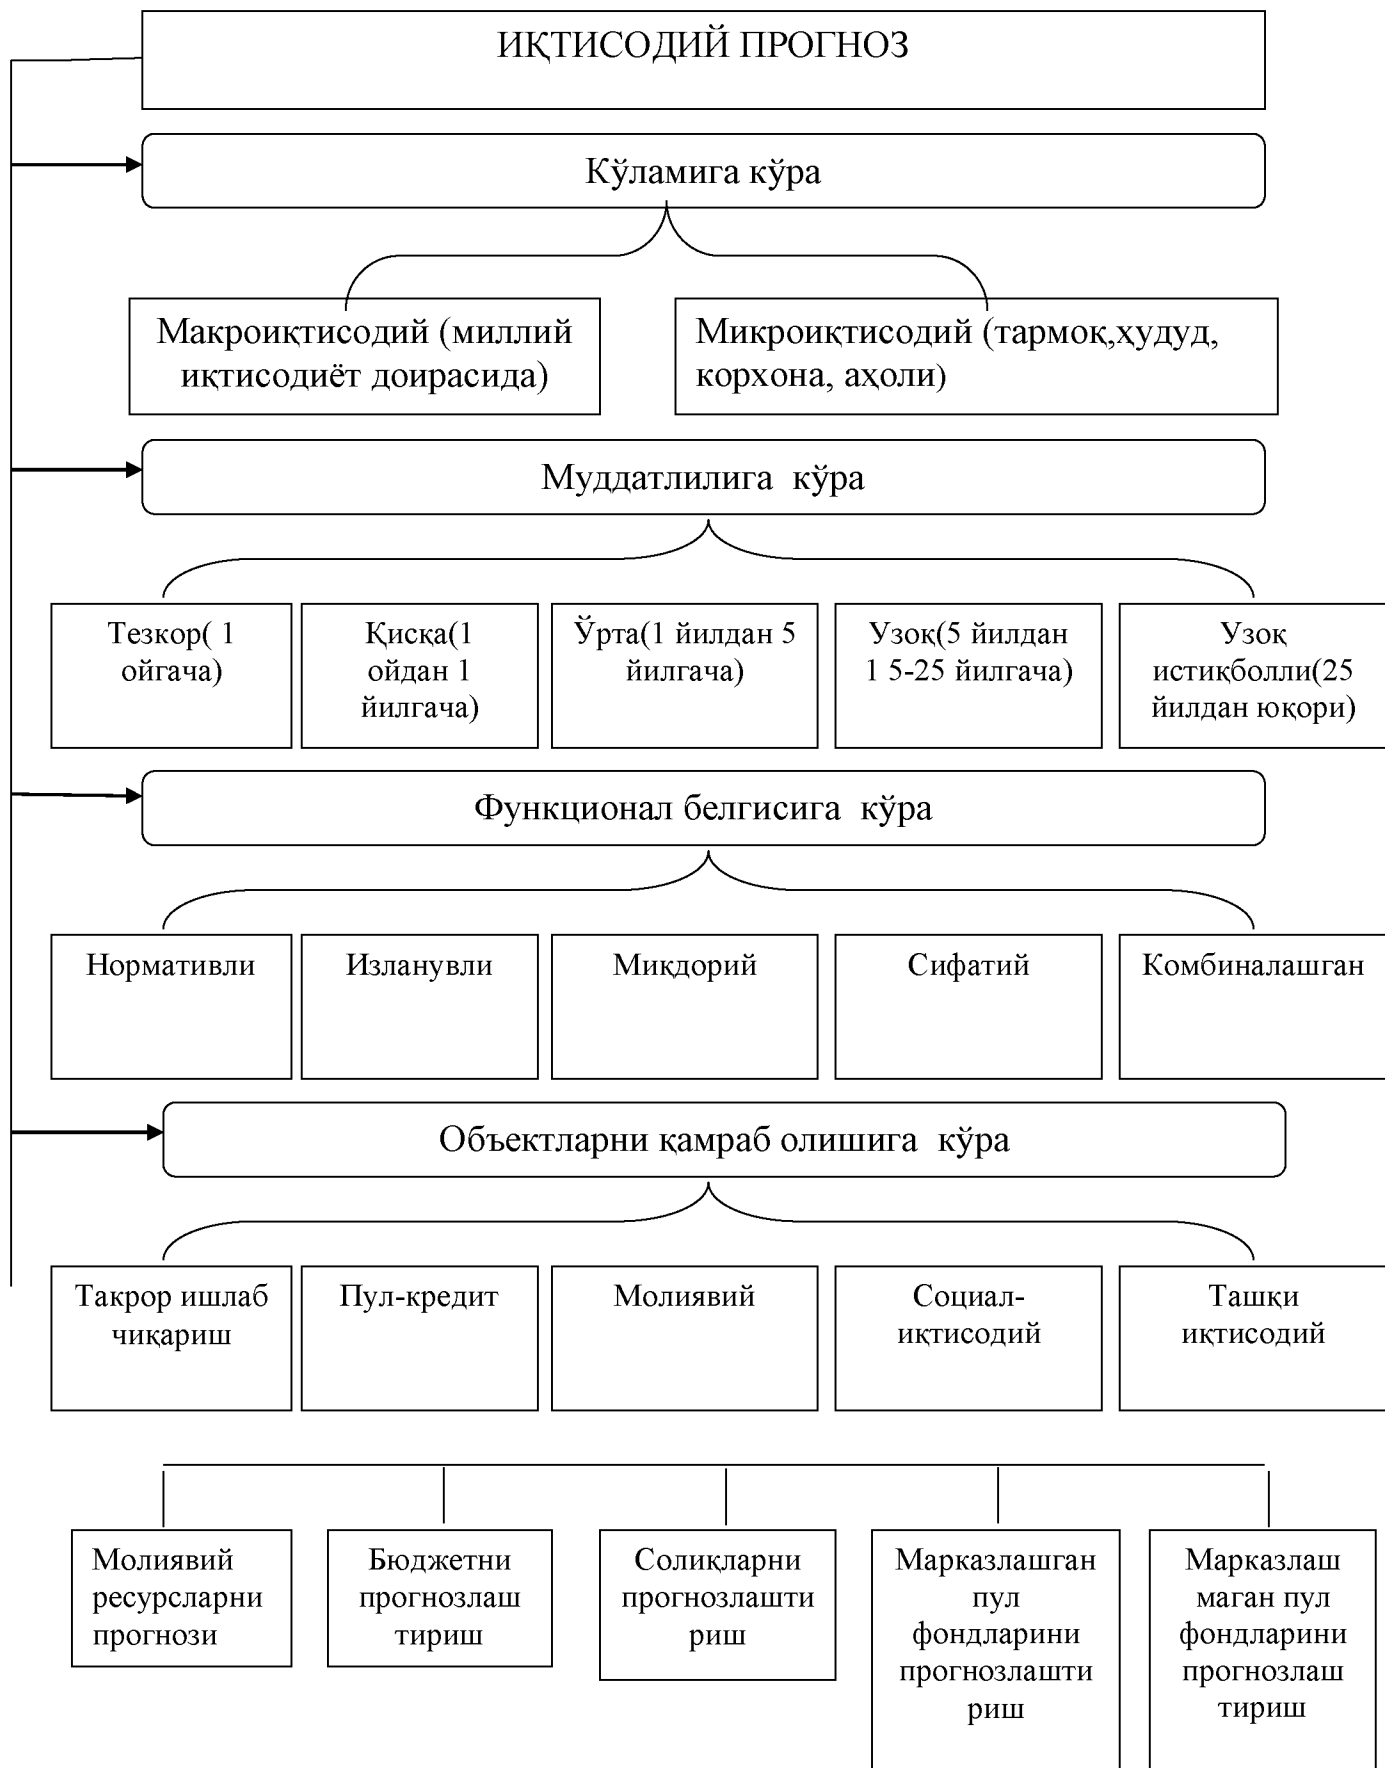 ИҚТИСОДИЙ ПРОГНОЗ
Кўламига кўра
Макроиқтисодий (миллий
иқтисодиёт доирасида)
Микроиқтисодий (тармоқ,ҳудуд,
корхона, аҳоли)
Муддатлилига кўра
Тезкор( 1
ойгача)
Қисқа(1
ойдан 1
йилгача)
Ўрта(1 йилдан 5
йилгача)
Узоқ(5 йилдан
1 5-25 йилгача)
Узоқ
истиқболли(25
йилдан юқори)
Функционал белгисига кўра
Нормативли
Изланувли
Миқдорий
Сифатий
Комбиналашган
Объектларни қамраб олишига кўра
Такрор ишлаб
чиқариш
Пул-кредит
Молиявий
Социал-
иқтисодий
Ташқи
иқтисодий
Молиявий
ресурсларни
прогнози
Бюджетни
прогнозлаш
тириш
Солиқларни
прогнозлашти
риш
Марказлашган
пул
фондларини
прогнозлашти
риш
Марказлаш
маган пул
фондларини
прогнозлаш
тириш